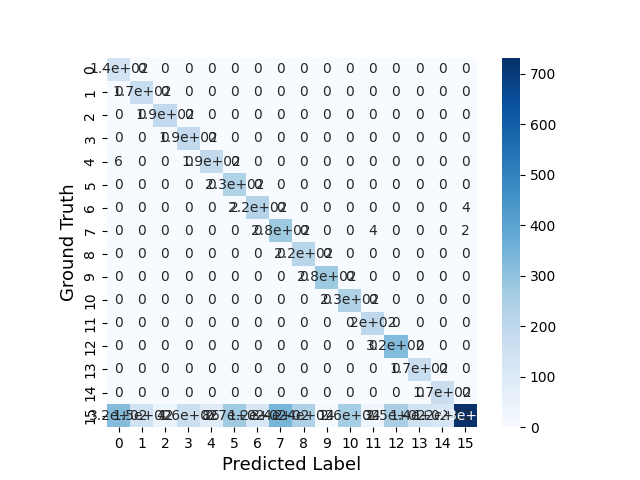 0 1.4e+02 0 0 0 0 0 0 0 0 0 0 0 0 0 0 0
1 0 1.7e+02 0 0 0 0 0 0 0 0 0 0 0 0 0 0
2 0 0 1.9e+02 0 0 0 0 0 0 0 0 0 0 0 0 0
3 0 0 0 1.9e+02 0 0 0 0 0 0 0 0 0 0 0 0
4 6 0 0 0 1.9e+02 0 0 0 0 0 0 0 0 0 0 0
5 0 0 0 0 0 2.3e+02 0 0 0 0 0 0 0 0 0 0
6 0 0 0 0 0 0 2.2e+02 0 0 0 0 0 0 0 0 4
7 0 0 0 0 0 0 0 2.8e+02 0 0 0 4 0 0 0 2
8 0 0 0 0 0 0 0 0 2.2e+02 0 0 0 0 0 0 0
9 0 0 0 0 0 0 0 0 0 2.8e+02 0 0 0 0 0 0
10 0 0 0 0 0 0 0 0 0 0 2.3e+02 0 0 0 0 0
11 0 0 0 0 0 0 0 0 0 0 0 2e+02 0 0 0 0
12 0 0 0 0 0 0 0 0 0 0 0 0 3.2e+02 0 0 0
13 0 0 0 0 0 0 0 0 0 0 0 0 0 1.7e+02 0 0
14 0 0 0 0 0 0 0 0 0 0 0 0 0 0 1.7e+02 0
15
0 1 2 3 4 5 6 7 8 9 10 11 12 13 14 15
Predicted Label
Ground Truth
700
600
500
400
300
200
100
0